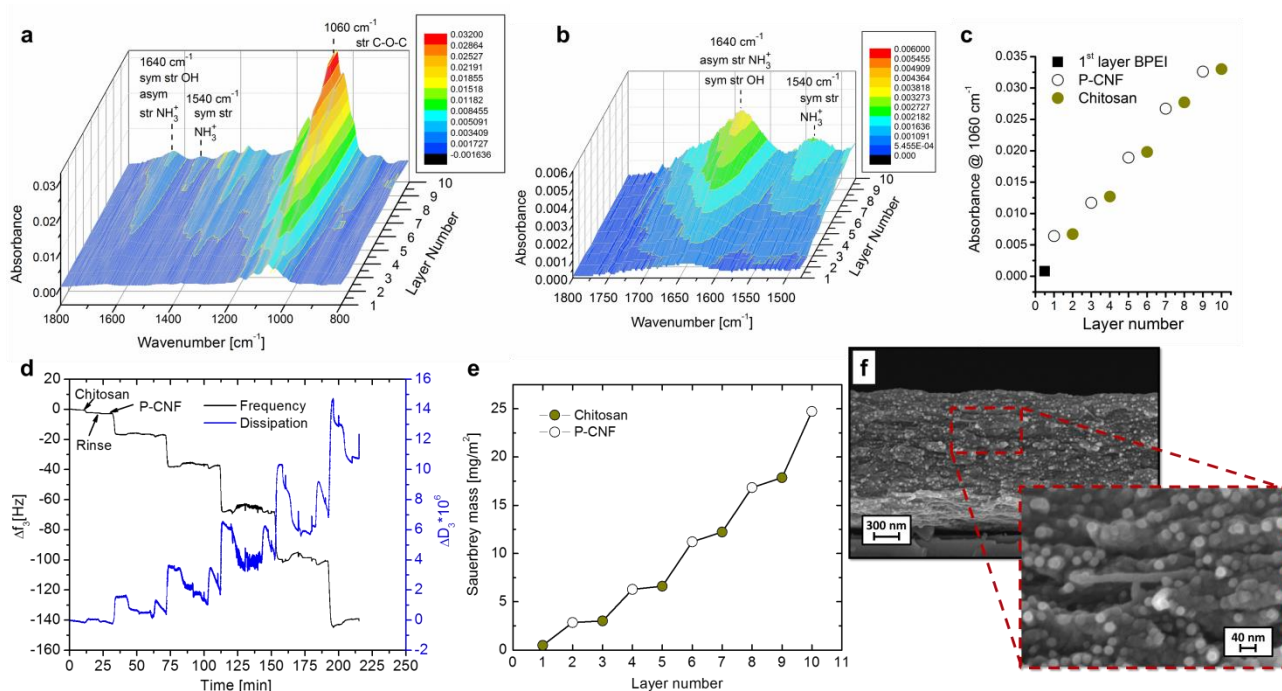 a
1060 cm⁻¹
str C-O-C
1640 cm⁻¹
sym str OH
asym
str NH₃⁺
1540 cm⁻¹
sym str
NH₃⁺
0.03200
0.02864
0.02527
0.02191
0.01855
0.01518
0.01182
0.008455
0.005091
0.001727
-0.001636
Absorbance
0.03
0.02
0.01
0.00
1800 1600 1400 1200 1000 800
Wavenumber [cm⁻¹]
1 2 3 4 5 6 7 8 9 10
Layer Number
b
1640 cm⁻¹
asym str NH₃⁺
sym str OH
1540 cm⁻¹
sym str
NH₃⁺
0.006000
0.005455
0.004909
0.004364
0.003818
0.003273
0.002727
0.002182
0.001636
0.001091
5.455E-04
0.000
Absorbance
0.006
0.005
0.004
0.003
0.002
0.001
0.000
1800 1750 1700 1650 1600 1550 1500
Wavenumber [cm⁻¹]
1 2 3 4 5 6 7 8 9 10
Layer Number
c
1st layer BPEI
P-CNF
Chitosan
Absorbance @ 1060 cm⁻¹
0.035
0.030
0.025
0.020
0.015
0.010
0.005
0.000
0 1 2 3 4 5 6 7 8 9 10
Layer number
d
Chitosan
P-CNF
Rinse
Frequency
Dissipation
Δf₃[Hz]
20
0
-20
-40
-60
-80
-100
-120
-140
-160
0 25 50 75 100 125 150 175 200 225 250
Time [min]
16
14
12
10
8
6
4
2
0
-2
ΔD₃*10⁶
e
Chitosan
P-CNF
Sauerbrey mass [mg/m²]
25
20
15
10
5
0
0 1 2 3 4 5 6 7 8 9 10 11
Layer number
f
300 nm
40 nm